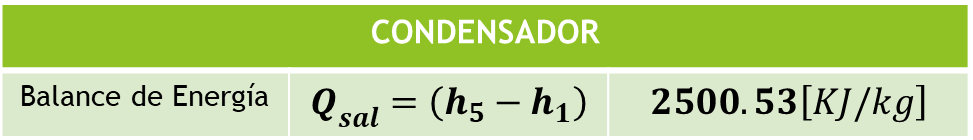 CONDENSADOR
Balance de Energía Q_sal = (h_5 − h_1) 2500.53[KJ/kg]